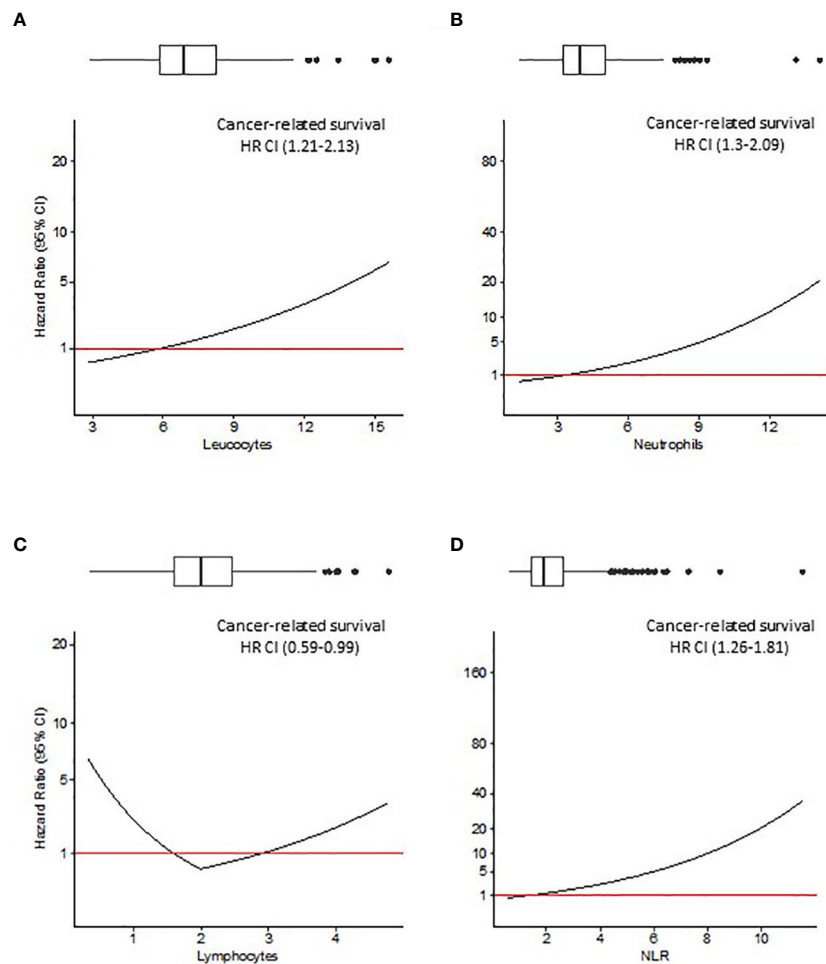 A
Cancer-related survival
HR CI (1.21-2.13)
Hazard Ratio (95% CI)
20
10
5
1
3 6 9 12 15
Leucocytes
B
Cancer-related survival
HR CI (1.3-2.09)
80
40
20
10
5
1
3 6 9 12
Neutrophils
C
Cancer-related survival
HR CI (0.59-0.99)
Hazard Ratio (95% CI)
20
10
5
1
1 2 3 4
Lymphocytes
D
Cancer-related survival
HR CI (1.26-1.81)
160
80
40
20
10
5
1
2 4 6 8 10
NLR